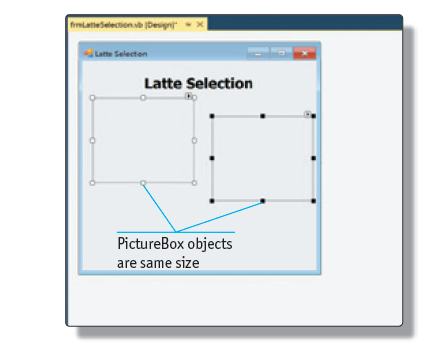 frmLatteSelection.vb [Design]*
Latte Selection
Latte Selection
PictureBox objects
are same size